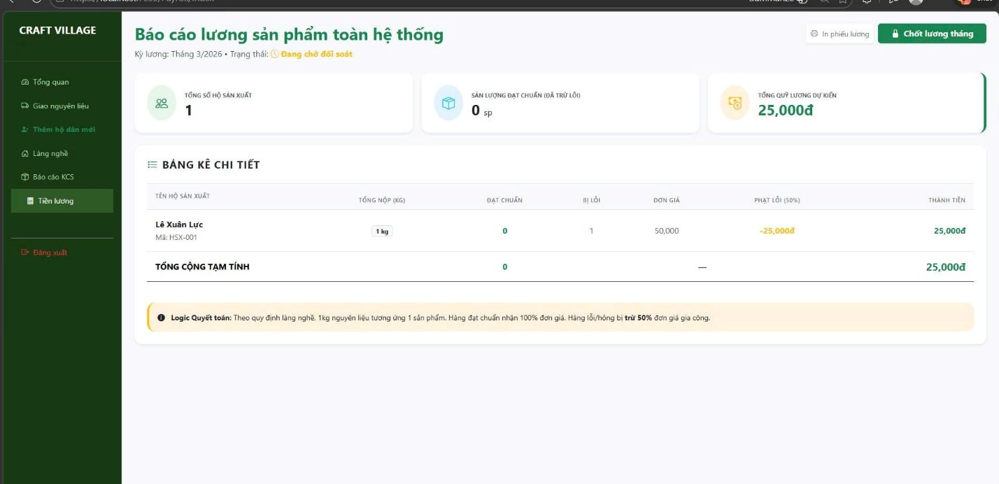 CRAFT VILLAGE
Tổng quan
Giao nguyên liệu
Thêm hộ dân mới
Làng nghề
Báo cáo KCS
Tiền lương
Đăng xuất
Báo cáo lương sản phẩm toàn hệ thống
Kỳ lương: Tháng 3/2026 • Trạng thái: Đang chờ đối soát
In phiếu lương
Chốt lương tháng
TỔNG SỐ HỘ SẢN XUẤT
1
SẢN LƯỢNG ĐẠT CHUẨN (ĐÃ TRỪ LỖI)
0 sp
TỔNG QUỸ LƯƠNG DỰ KIẾN
25,000đ
BẢNG KÊ CHI TIẾT
TÊN HỘ SẢN XUẤT TỔNG NỘP (KG) ĐẠT CHUẨN BỊ LỖI ĐƠN GIÁ PHẠT LỖI (50%) THÀNH TIỀN
Lê Xuân Lực 1 kg 0 1 50,000 -25,000đ 25,000đ
Mã: HSX-001
TỔNG CỘNG TẠM TÍNH 0 — 25,000đ
Logic Quyết toán: Theo quy định làng nghề, 1kg nguyên liệu tương ứng 1 sản phẩm. Hàng đạt chuẩn nhận 100% đơn giá. Hàng lỗi/hỏng bị trừ 50% đơn giá gia công.